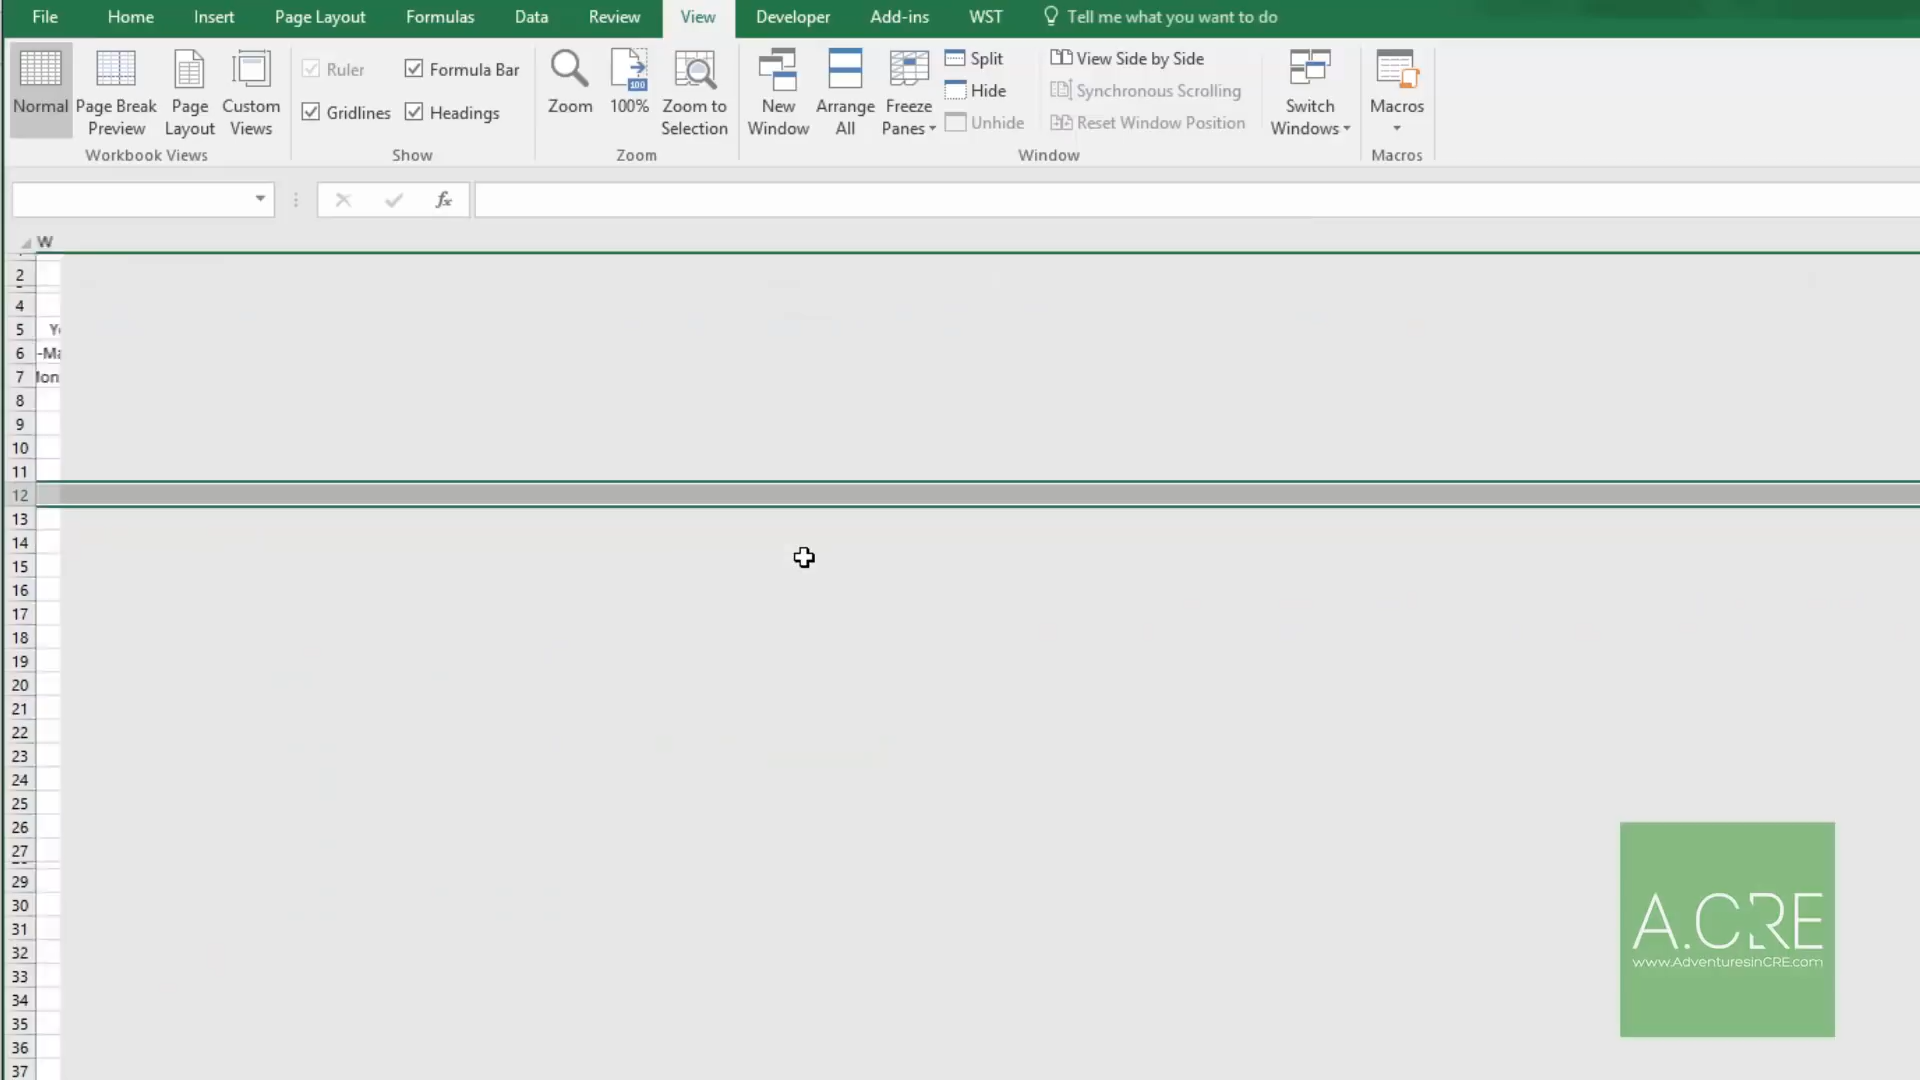 File Home Insert Page Layout Formulas Data Review View Developer Add-ins WST Tell me what you want to do
Normal
Page Break Preview
Page Layout
Custom Views
Workbook Views
Ruler
Formula Bar
Gridlines
Headings
Show
Zoom
100
100%
Zoom to Selection
Zoom
New Window
Arrange All
Freeze Panes
Split
Hide
Unhide
View Side by Side
Synchronous Scrolling
Reset Window Position
Switch Windows
Window
Macros
Macros
fx
W
2
4
5
6 -Ma
7
8
9
10
11
12
13
14
15
16
17
18
19
20
21
22
23
24
25
26
27
29
30
31
32
33
34
35
36
37
A.CRE
www.AdventuresinCRE.com